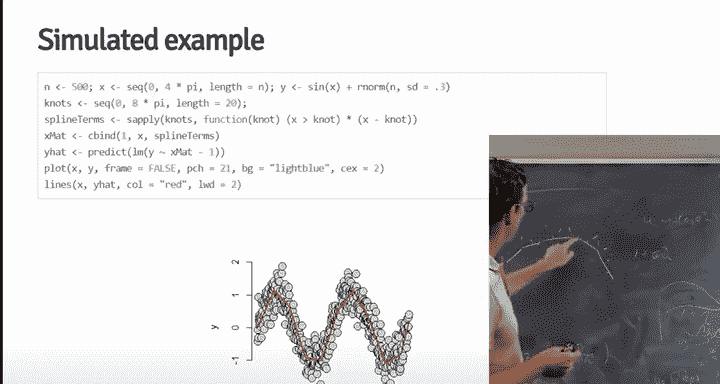 Simulated example
n <- 500; x <- seq(0, 4 * pi, length = n); y <- sin(x) + rnorm(n, sd = .3)
knots <- seq(0, 8 * pi, length = 20);
splineTerms <- sapply(knots, function(knot) (x > knot) * (x - knot))
xMat <- cbind(1, x, splineTerms)
yhat <- predict(lm(y ~ xMat - 1))
plot(x, y, frame = FALSE, pch = 21, bg = "lightblue", cex = 2)
lines(x, yhat, col = "red", lwd = 2)
2
1
y
0
-1